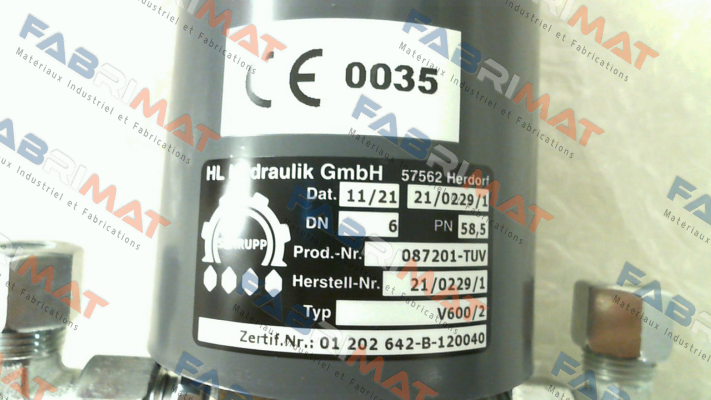 CE 0035
HL Hydraulik GmbH 57562 Herdorf
Dat. 11/21 21/0229/1
DN 6 PN 58,5
SCHRUPP
Prod.-Nr. 087201-TUV
Herstell-Nr. 21/0229/1
Typ V600/2
Zertif.Nr.: 01 202 642-B-120040
FABRIMAT
Matériaux Industriel et Fabrications